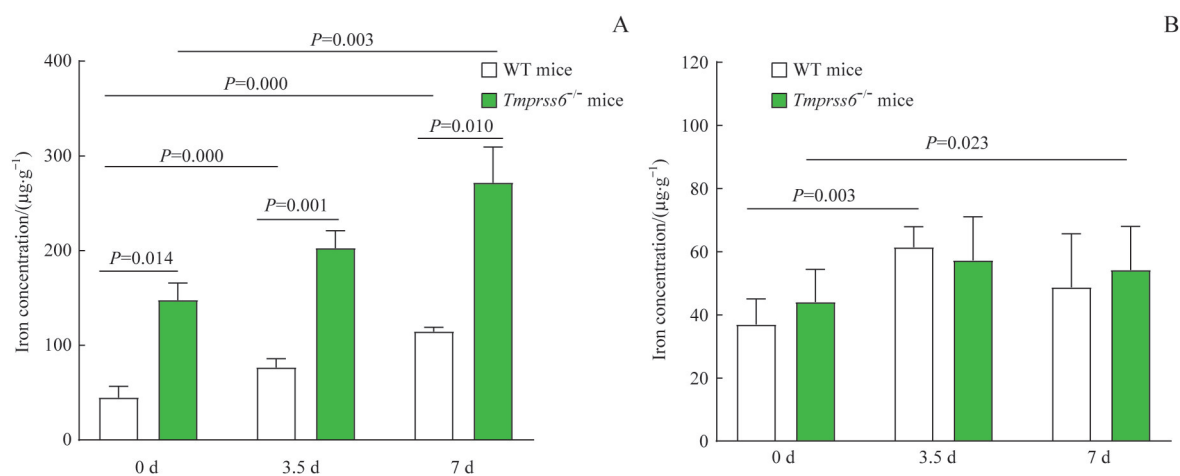 A
Iron concentration/(μg·g⁻¹)
400
300
200
100
0
P=0.003
P=0.000
P=0.000
P=0.010
P=0.001
P=0.014
WT mice
Tmprss6⁻/⁻ mice
0 d
3.5 d
7 d
B
Iron concentration/(μg·g⁻¹)
120
100
80
60
40
20
0
WT mice
Tmprss6⁻/⁻ mice
P=0.023
P=0.003
0 d
3.5 d
7 d